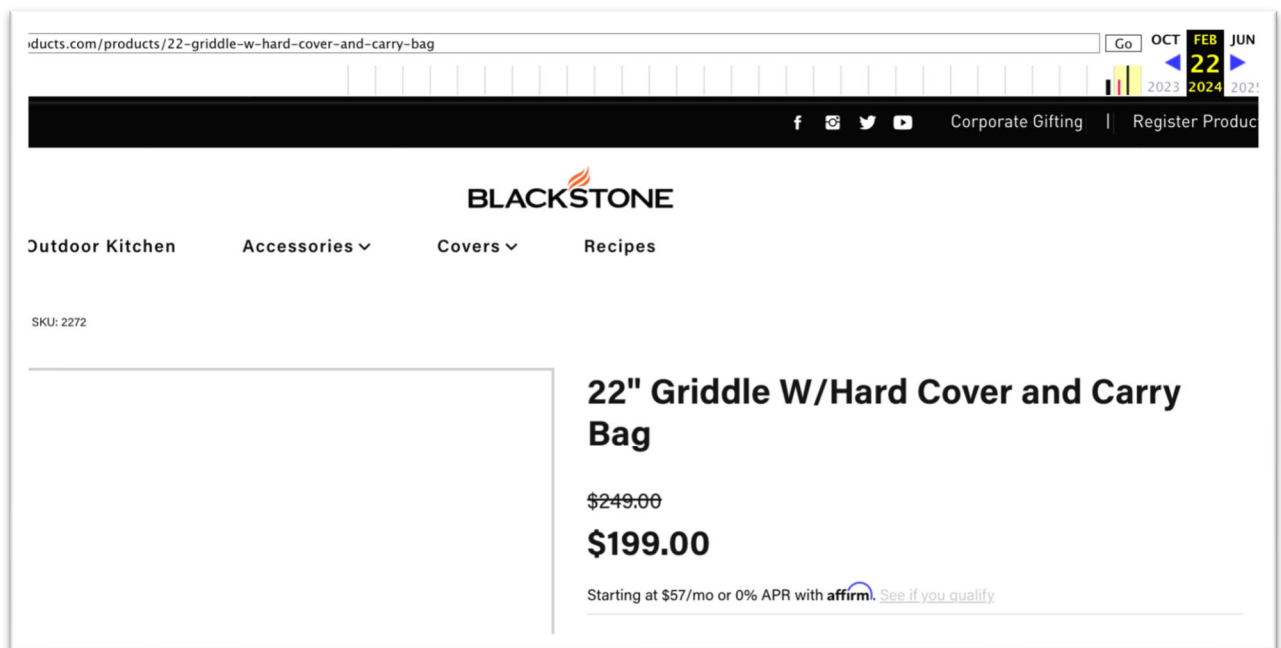 oducts.com/products/22-griddle-w-hard-cover-and-carry-bag Go OCT FEB JUN
22
2023 2024 2025
Corporate Gifting | Register Produc
BLACKSTONE
Outdoor Kitchen Accessories Covers Recipes
SKU: 2272
22" Griddle W/Hard Cover and Carry
Bag
$249.00
$199.00
Starting at $57/mo or 0% APR with affirm. See if you qualify